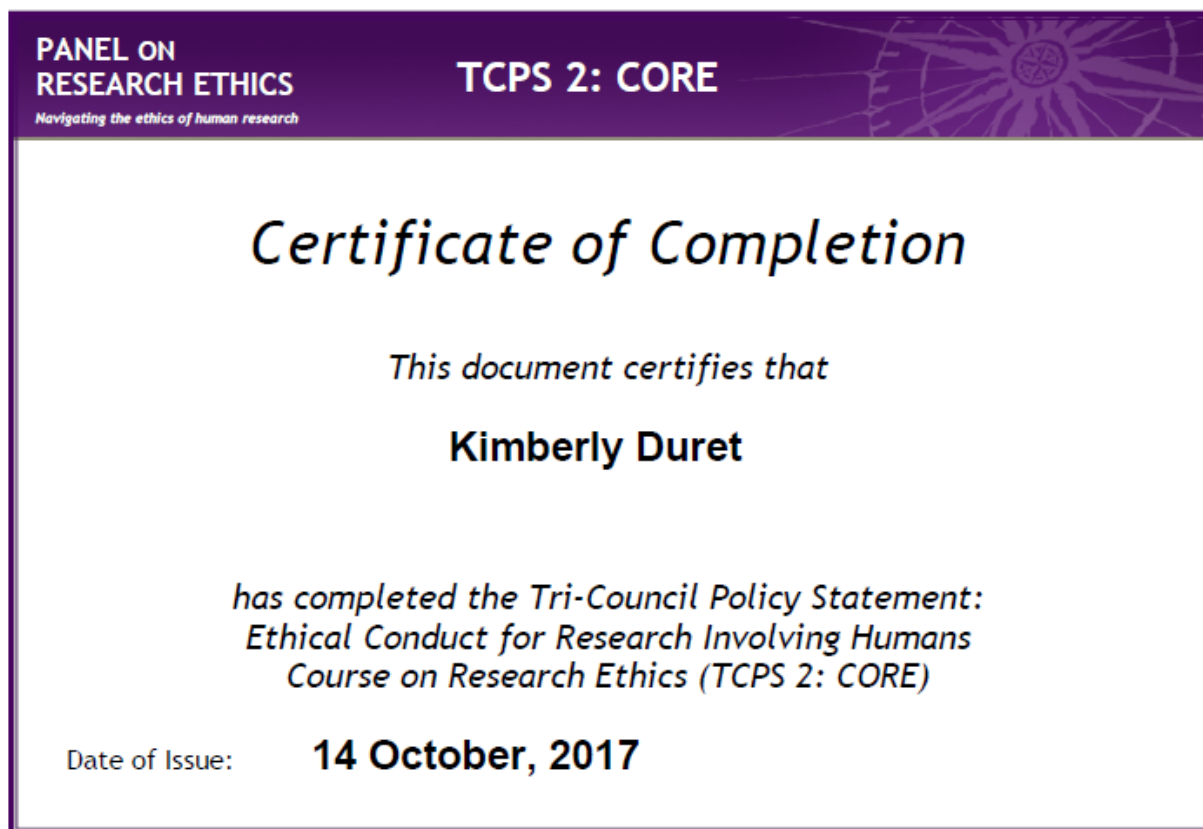 PANEL ON
RESEARCH ETHICS
Navigating the ethics of human research
TCPS 2: CORE
Certificate of Completion
This document certifies that
Kimberly Duret
has completed the Tri-Council Policy Statement:
Ethical Conduct for Research Involving Humans
Course on Research Ethics (TCPS 2: CORE)
Date of Issue: 14 October, 2017